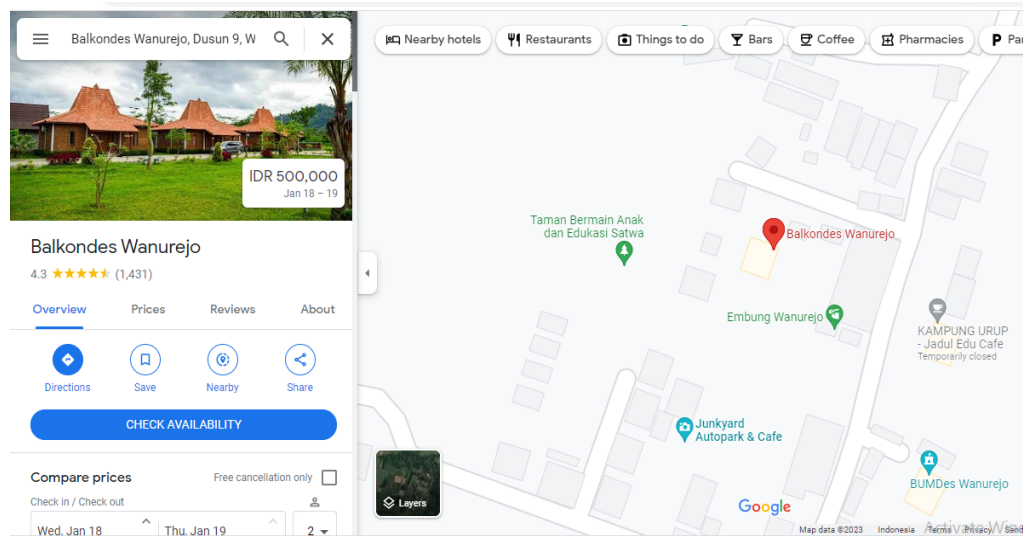 Balkondes Wanurejo, Dusun 9, W
Nearby hotels
Restaurants
Things to do
Bars
Coffee
Pharmacies
P
IDR 500,000
Jan 18 – 19
Balkondes Wanurejo
4.3 (1,431)
Overview
Prices
Reviews
About
Directions
Save
Nearby
Share
CHECK AVAILABILITY
Compare prices
Free cancellation only
Check in / Check out
Wed, Jan 18
Thu, Jan 19
2
Taman Bermain Anak
dan Edukasi Satwa
Balkondes Wanurejo
Embung Wanurejo
KAMPUNG URUP
- Jadul Edu Cafe
Temporarily closed
Junkyard
Autopark & Cafe
BUMDes Wanurejo
Layers
Google
Map data ©2023
Indonesia
Terms
Privacy